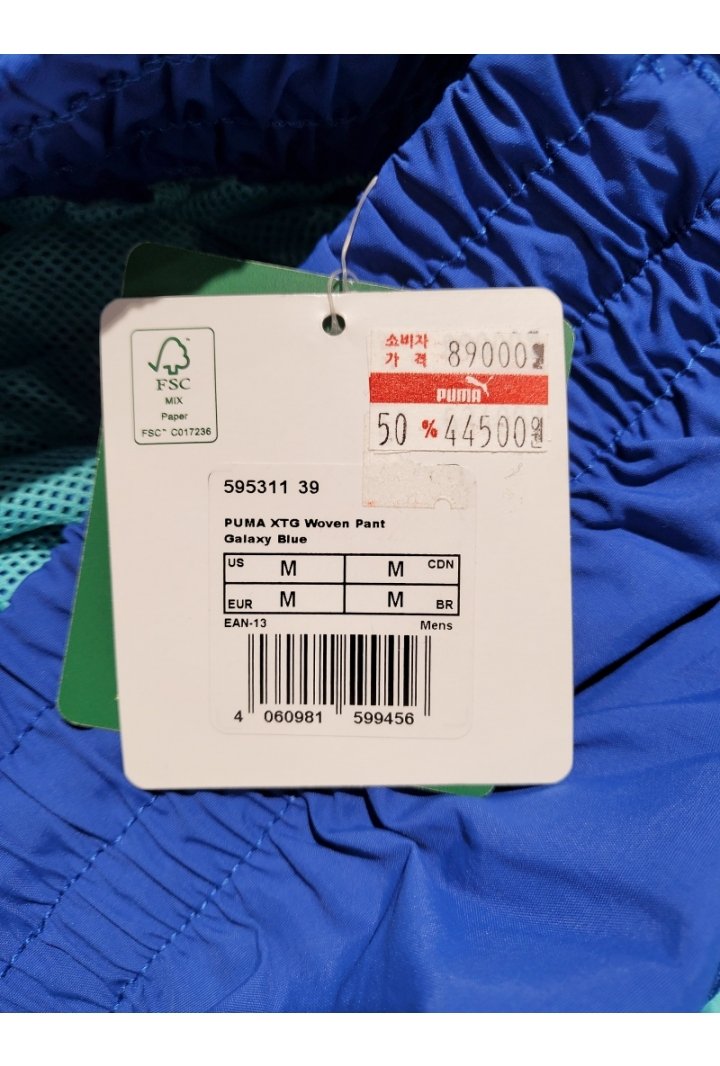 소비자
가 격 89000원
PUMA
50 % 44500원
FSC
MIX
Paper
FSC™ C017236
595311 39
PUMA XTG Woven Pant
Galaxy Blue
US M M CDN
EUR M M BR
EAN-13 Mens
4 060981 599456